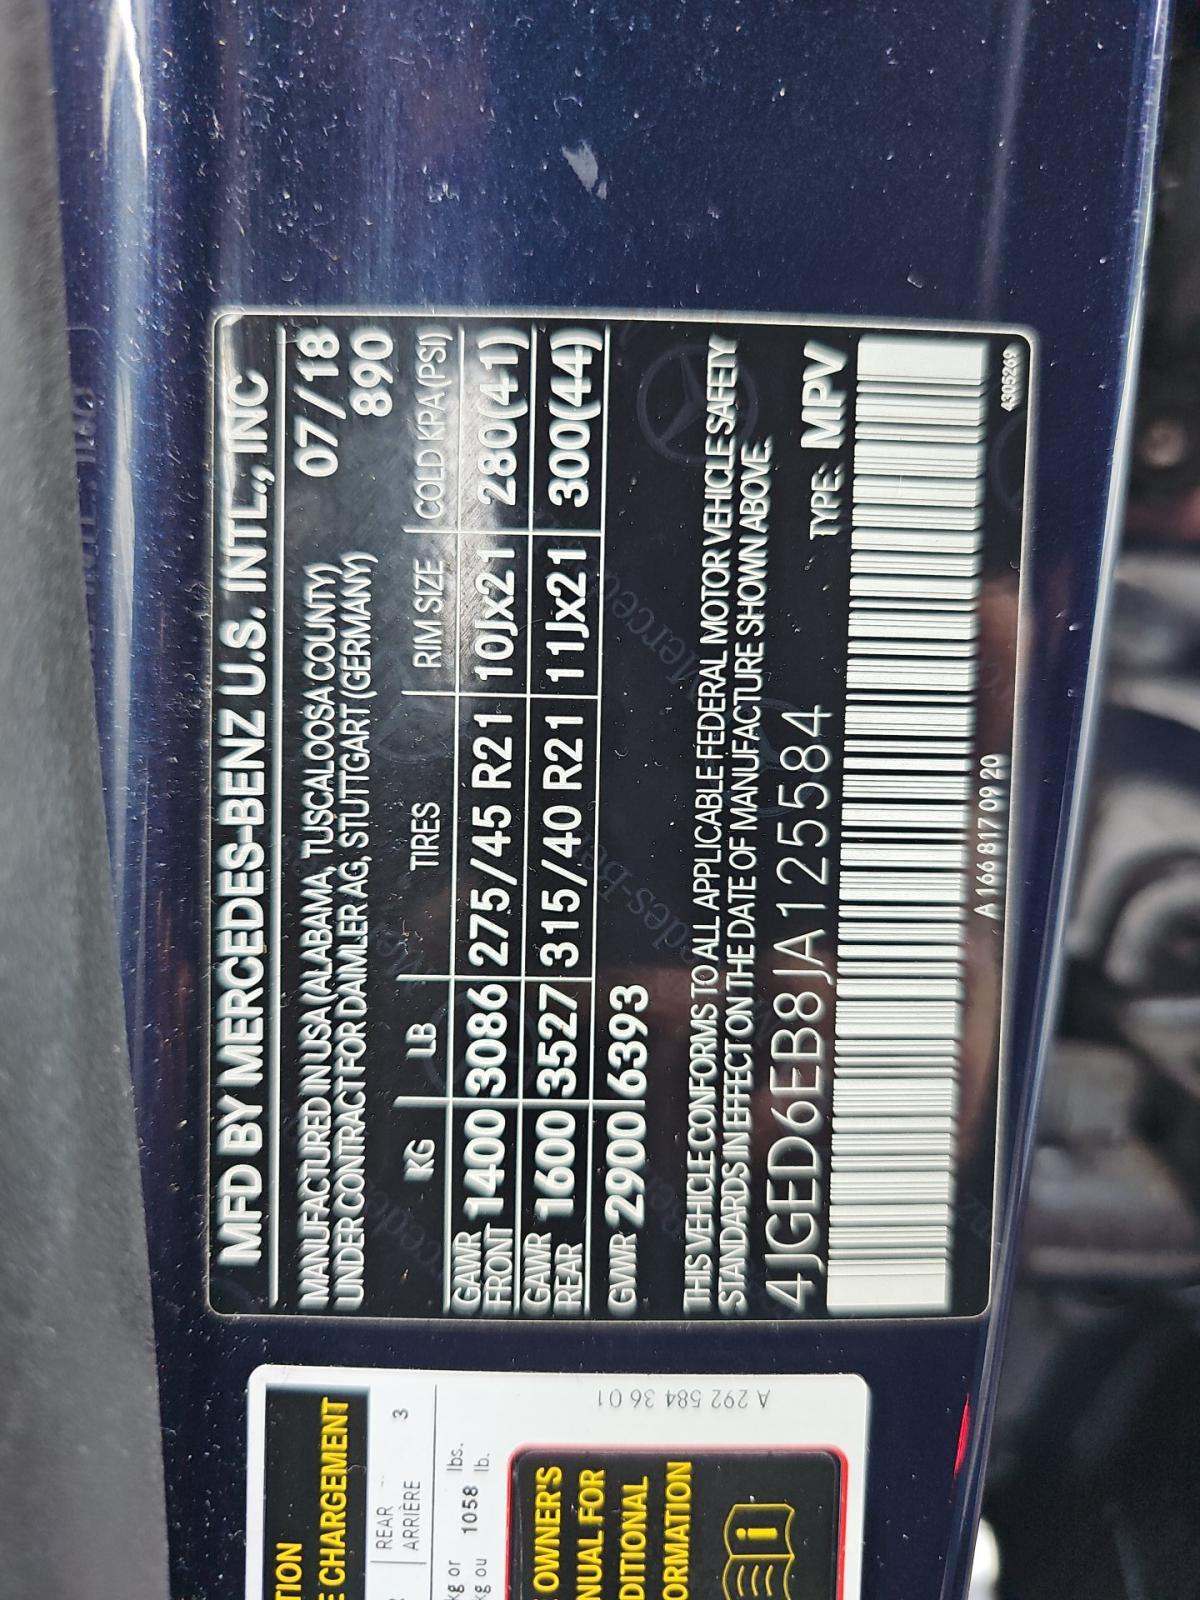 MFD BY MERCEDES-BENZ U.S. INTL., INC
MANUFACTURED IN USA (ALABAMA, TUSCALOOSA COUNTY) 07/18
UNDER CONTRACT FOR DAIMLER AG, STUTTGART (GERMANY) 890
KG LB TIRES RIM SIZE COLD KPA (PSI)
GAWR FRONT 1400 3086 275/45 R21 10Jx21 280(41)
GAWR REAR 1600 3527 315/40 R21 11Jx21 300(44)
GVWR 2900 6393
THIS VEHICLE CONFORMS TO ALL APPLICABLE FEDERAL MOTOR VEHICLE SAFETY
STANDARDS IN EFFECT ON THE DATE OF MANUFACTURE SHOWN ABOVE.
4JGED6EB8JA125584 TYPE: MPV
A 166 817 09 20 4305269
TION
E CHARGEMENT
REAR
ARRIÈRE 3
kg or lbs.
kg ou 1058 lb.
OWNER'S
NUAL FOR
DITIONAL
ORMATION
A 292 584 36 01